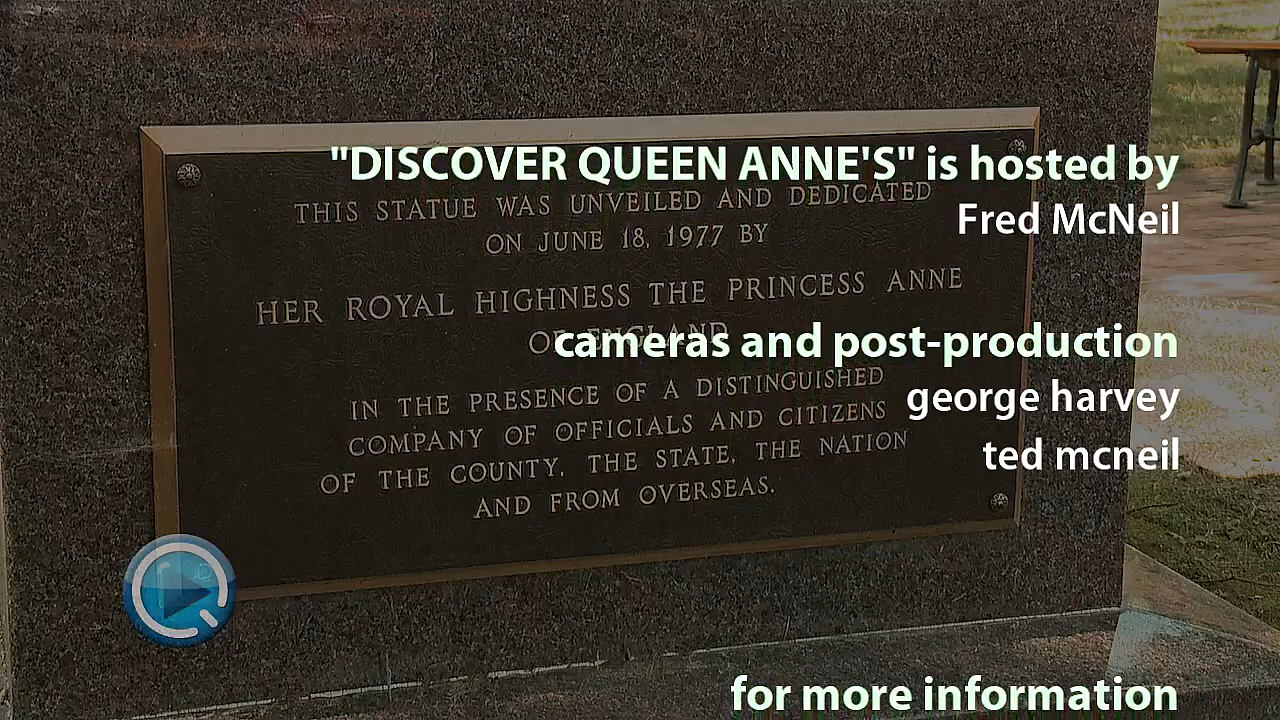 "DISCOVER QUEEN ANNE'S" is hosted by
Fred McNeil
cameras and post-production
george harvey
ted mcneil
for more information
THIS STATUE WAS UNVEILED AND DEDICATED
ON JUNE 18, 1977 BY
HER ROYAL HIGHNESS THE PRINCESS ANNE
OF ENGLAND
IN THE PRESENCE OF A DISTINGUISHED
COMPANY OF OFFICIALS AND CITIZENS
OF THE COUNTY, THE STATE, THE NATION
AND FROM OVERSEAS.